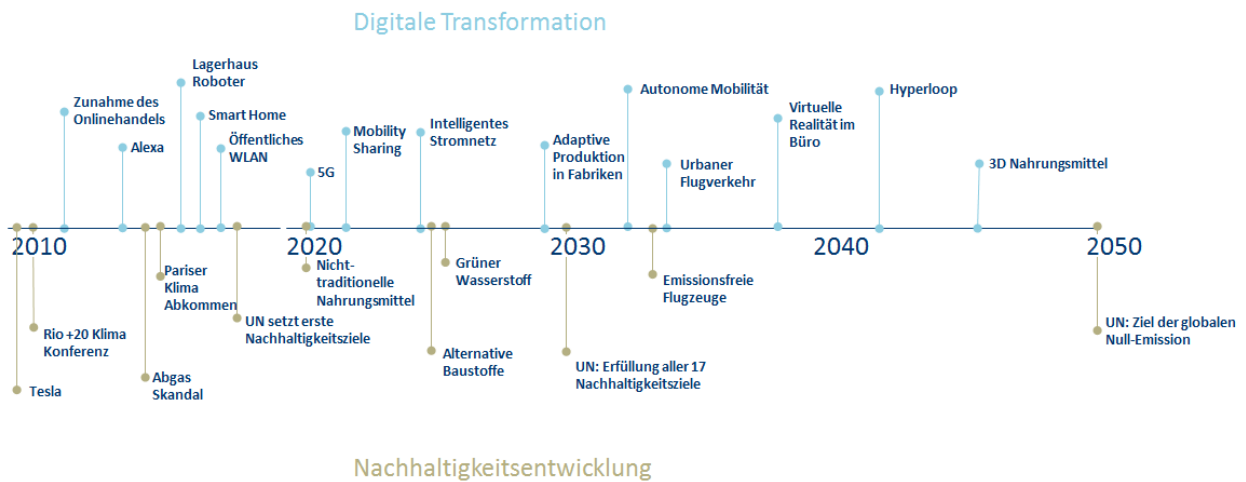 Digitale Transformation
Lagerhaus
Roboter
Zunahme des
Onlinehandels
Smart Home
Alexa
Öffentliches
WLAN
5G
Mobility
Sharing
Intelligentes
Stromnetz
Adaptive
Produktion
in Fabriken
Autonome Mobilität
Urbaner
Flugverkehr
Virtuelle
Realität im
Büro
Hyperloop
3D Nahrungsmittel
2010
2020
2030
2040
2050
Tesla
Rio +20 Klima
Konferenz
Abgas
Skandal
Pariser
Klima
Abkommen
UN setzt erste
Nachhaltigkeitsziele
Nicht-
traditionelle
Nahrungsmittel
Alternative
Baustoffe
Grüner
Wasserstoff
UN: Erfüllung aller 17
Nachhaltigkeitsziele
Emissionsfreie
Flugzeuge
UN: Ziel der globalen
Null-Emission
Nachhaltigkeitsentwicklung